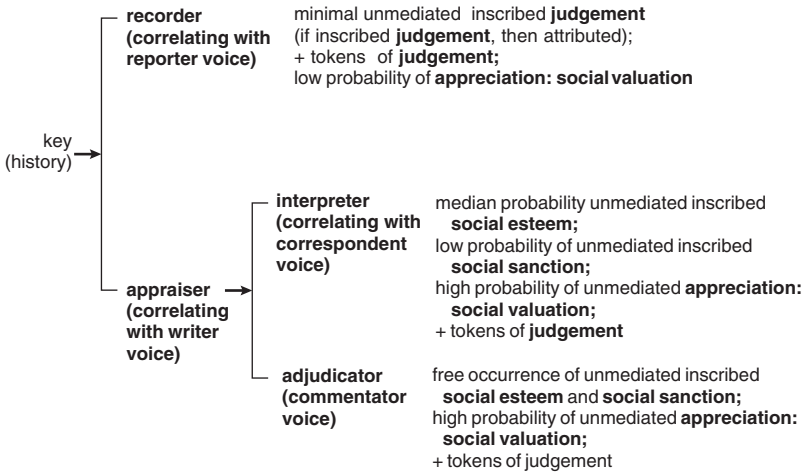 recorder
(correlating with
reporter voice)
minimal unmediated inscribed judgement
(if inscribed judgement, then attributed);
+ tokens of judgement;
low probability of appreciation: social valuation
key
(history)
appraiser
(correlating
with writer
voice)
interpreter
(correlating with
correspondent
voice)
median probability unmediated inscribed
social esteem;
low probability of unmediated inscribed
social sanction;
high probability of unmediated appreciation:
social valuation;
+ tokens of judgement
adjudicator
(commentator
voice)
free occurrence of unmediated inscribed
social esteem and social sanction;
high probability of unmediated appreciation:
social valuation;
+ tokens of judgement